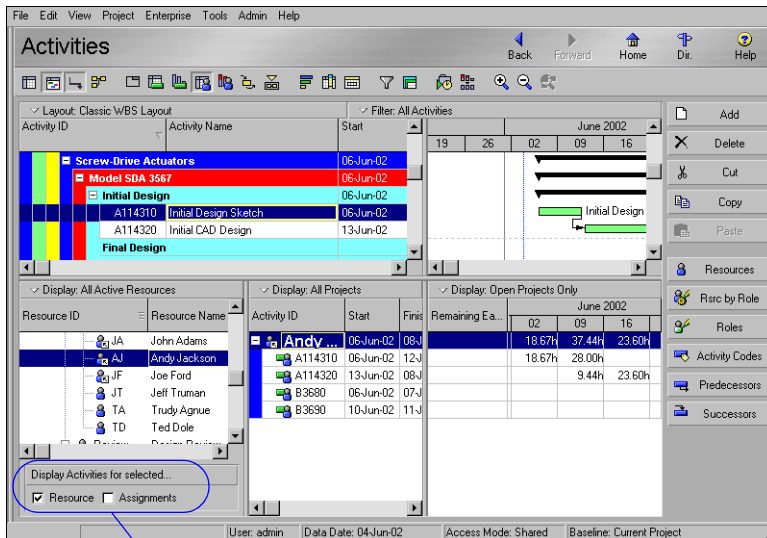 File Edit View Project Enterprise Tools Admin Help
Activities
Back Forward Home Dir. Help
Layout: Classic WBS Layout Filter: All Activities
Activity ID Activity Name Start June 2002
19 26 02 09 16
Screw-Drive Actuators 06-Jun-02
Model SDA 3567 06-Jun-02
Initial Design 06-Jun-02
A114310 Initial Design Sketch 06-Jun-02 Initial Design
A114320 Initial CAD Design 13-Jun-02
Final Design
Add
Delete
Cut
Copy
Paste
Resources
Rsrc by Role
Roles
Activity Codes
Predecessors
Successors
Display: All Active Resources
Resource ID Resource Name
JA John Adams
AJ Andy Jackson
JF Joe Ford
JT Jeff Truman
TA Trudy Agnue
TD Ted Dole
Display Activities for selected...
Resource Assignments
Display: All Projects
Activity ID Start Finis
Andy ... 06-Jun-02 08-J
A114310 06-Jun-02 12-J
A114320 13-Jun-02 08-J
B3680 06-Jun-02 07-J
B3690 10-Jun-02 11-J
Display: Open Projects Only
Remaining Ea... June 2002
02 09 16
18.67h 37.44h 23.60h
18.67h 28.00h
9.44h 23.60h
User: admin Data Date: 04-Jun-02 Access Mode: Shared Baseline: Current Project